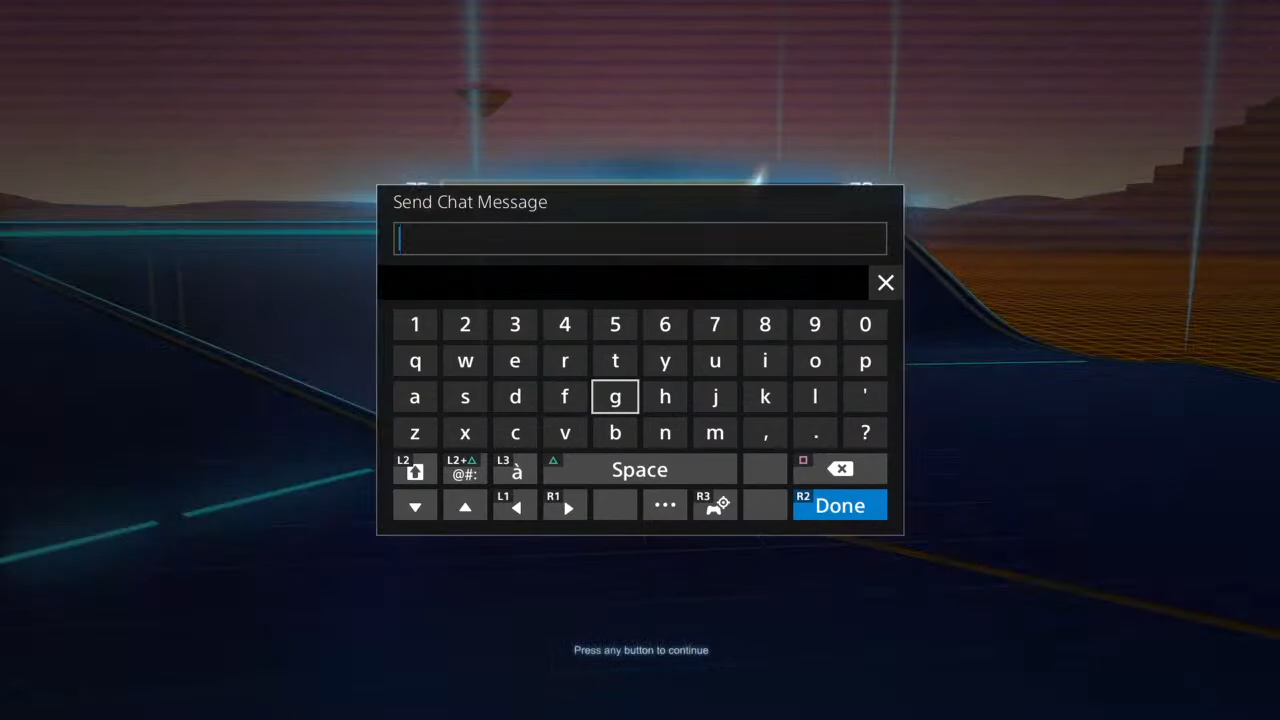 Send Chat Message
1 2 3 4 5 6 7 8 9 0
q w e r t y u i o p
a s d f g h j k l '
z x c v b n m , . ?
L2 L2+△ @#: L3 à △ Space
L1 R1 ... R3 R2 Done
Press any button to continue